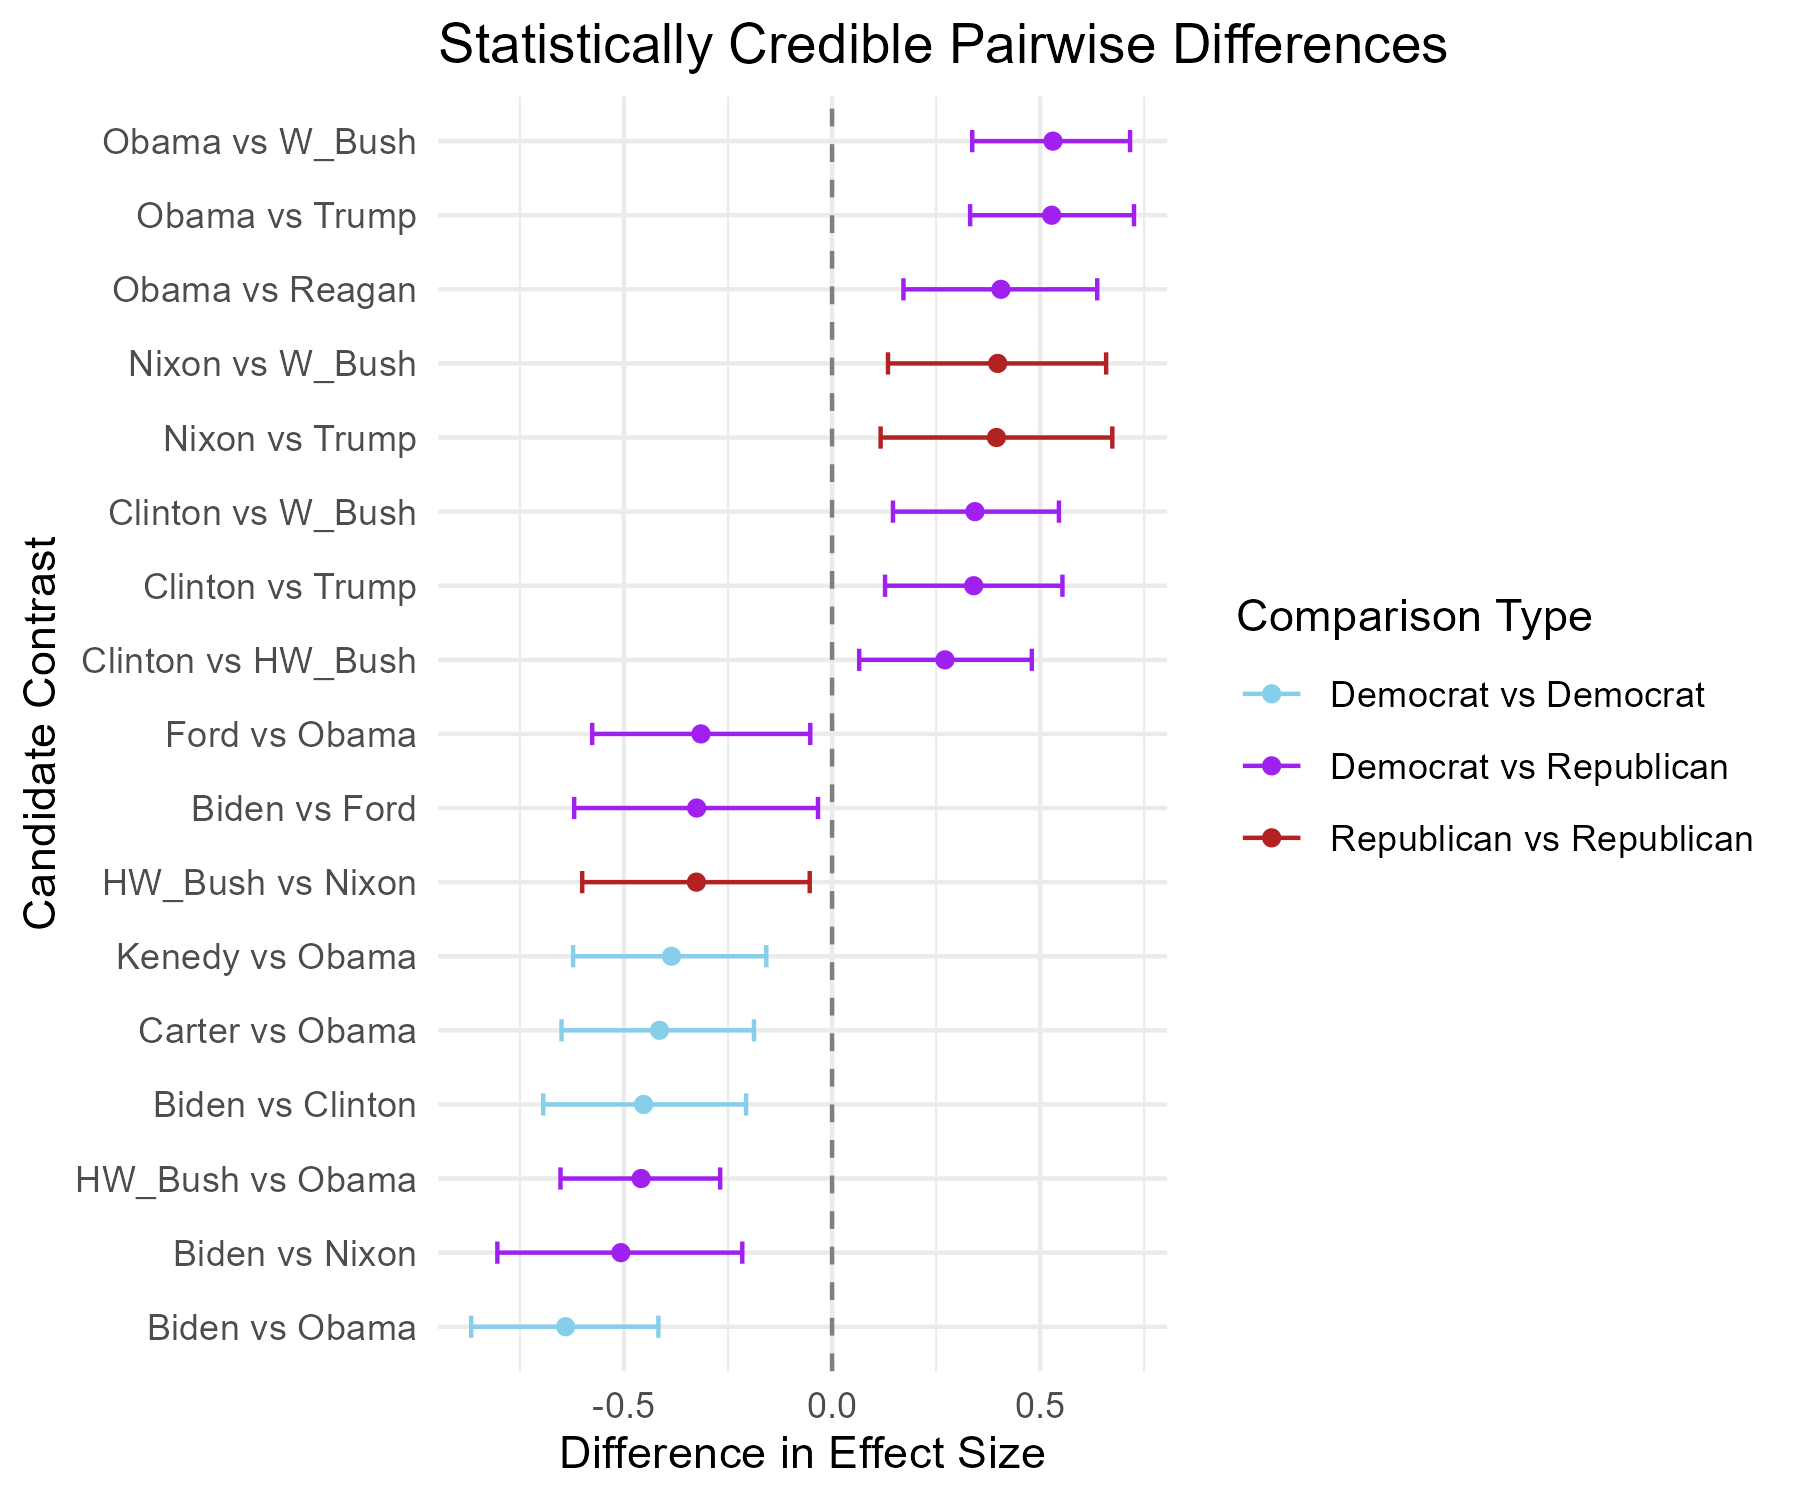 Statistically Credible Pairwise Differences
Candidate Contrast
Obama vs W_Bush
Obama vs Trump
Obama vs Reagan
Nixon vs W_Bush
Nixon vs Trump
Clinton vs W_Bush
Clinton vs Trump
Clinton vs HW_Bush
Ford vs Obama
Biden vs Ford
HW_Bush vs Nixon
Kenedy vs Obama
Carter vs Obama
Biden vs Clinton
HW_Bush vs Obama
Biden vs Nixon
Biden vs Obama
-0.5 0.0 0.5
Difference in Effect Size
Comparison Type
Democrat vs Democrat
Democrat vs Republican
Republican vs Republican